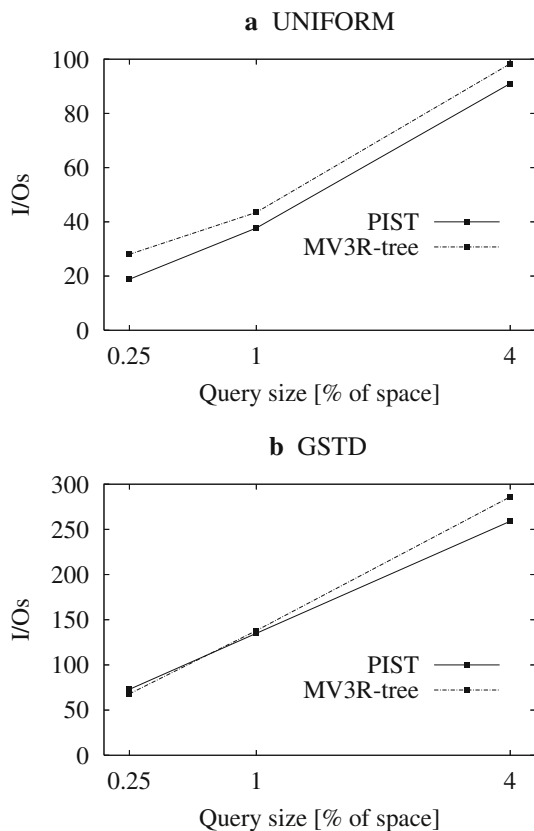 a UNIFORM
100
80
60
40
20
0
I/Os
PIST
MV3R-tree
0.25 1 4
Query size [% of space]
b GSTD
300
250
200
150
100
50
0
I/Os
PIST
MV3R-tree
0.25 1 4
Query size [% of space]